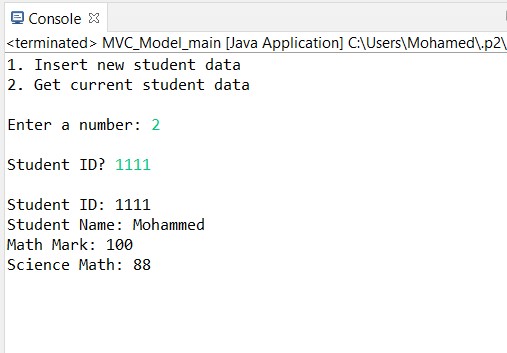 Console
<terminated> MVC_Model_main [Java Application] C:\Users\Mohamed\.p2\
1. Insert new student data
2. Get current student data
Enter a number: 2
Student ID? 1111
Student ID: 1111
Student Name: Mohammed
Math Mark: 100
Science Math: 88